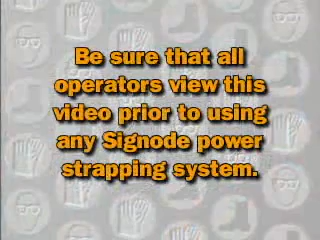 Be sure that all
operators view this
video prior to using
any Signode power
strapping system.